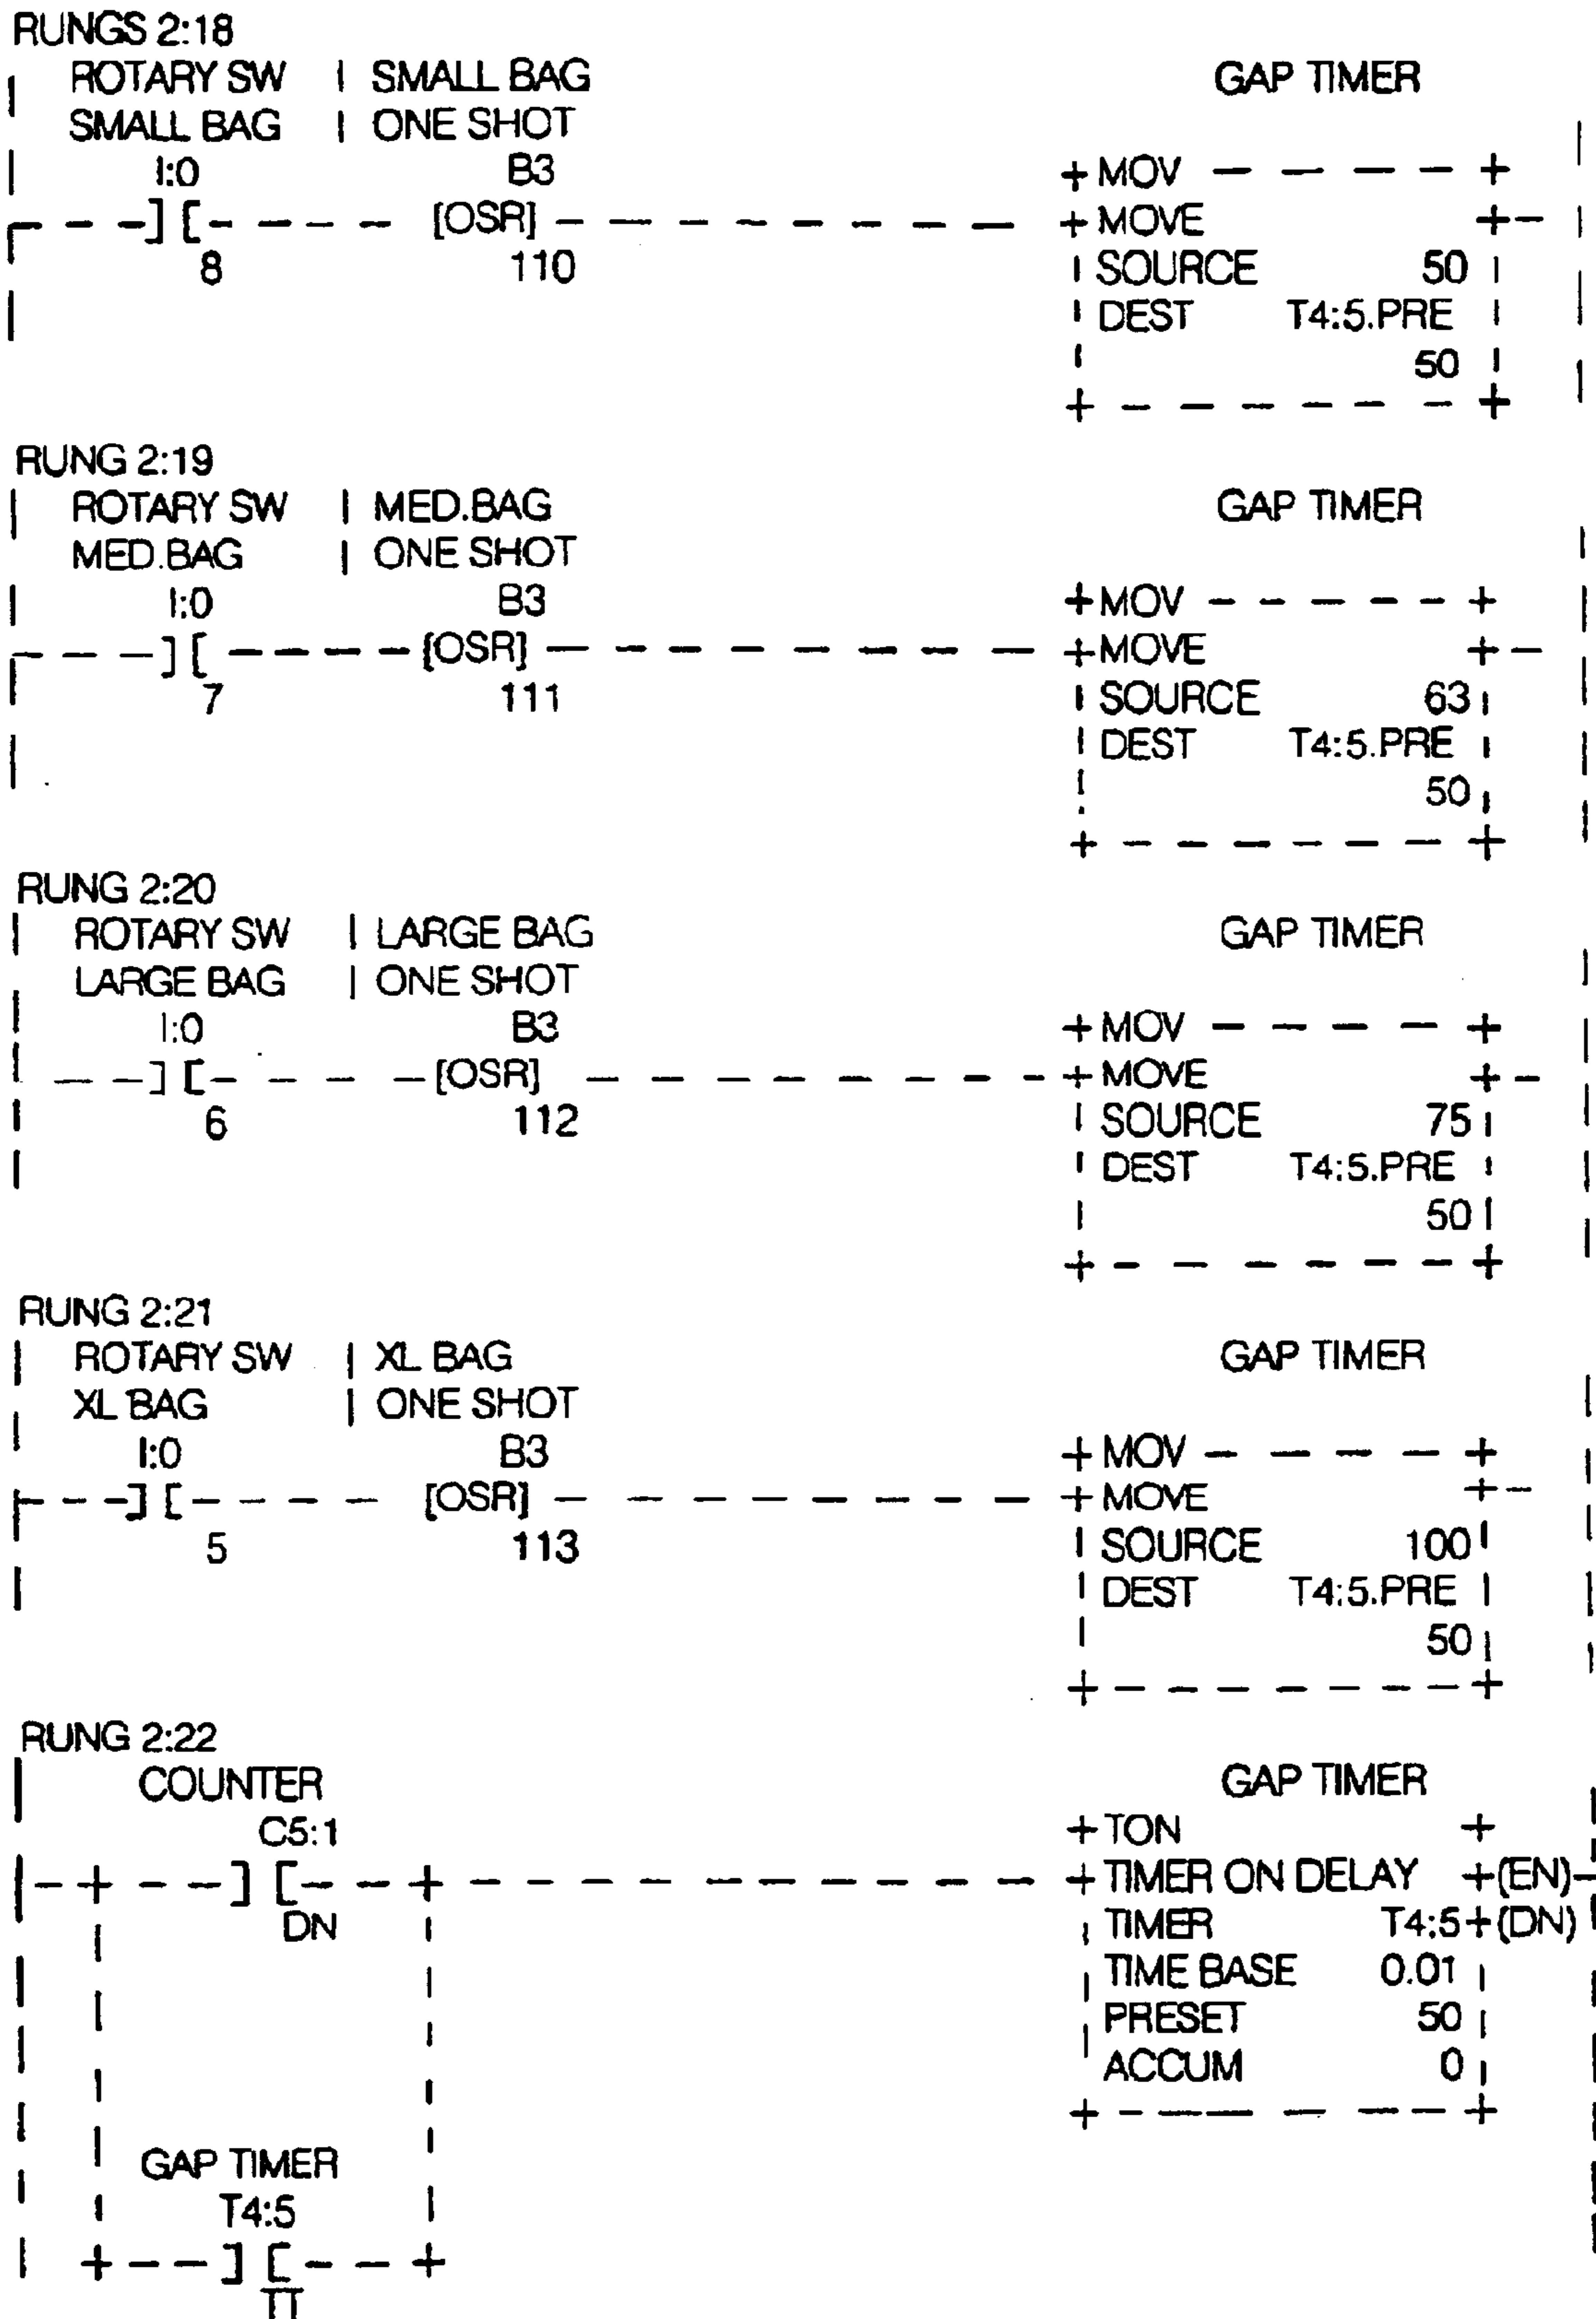 RUNGS 2:18
ROTARY SW | SMALL BAG GAP TIMER
SMALL BAG | ONE SHOT
I:0 B3 +MOV - - - - - +
- - -] [- - - - [OSR] - - - - - - - - +MOVE +-
8 110 SOURCE 50
DEST T4:5.PRE
50
+ - - - - - - - +
RUNG 2:19
ROTARY SW | MED.BAG GAP TIMER
MED.BAG | ONE SHOT
I:0 B3 +MOV - - - - - +
- - -] [- - - - - [OSR] - - - - - - - - +MOVE +-
7 111 SOURCE 63
DEST T4:5.PRE
50
+ - - - - - - - +
RUNG 2:20
ROTARY SW | LARGE BAG GAP TIMER
LARGE BAG | ONE SHOT
I:0 B3 +MOV - - - - - +
- - -] [- - - - -[OSR] - - - - - - - - +MOVE +-
6 112 SOURCE 75
DEST T4:5.PRE
50
+ - - - - - - - +
RUNG 2:21
ROTARY SW | XL BAG GAP TIMER
XL BAG | ONE SHOT
I:0 B3 +MOV - - - - - +
- - -] [- - - - [OSR] - - - - - - - - +MOVE +-
5 113 SOURCE 100
DEST T4:5.PRE
50
+ - - - - - - - +
RUNG 2:22
COUNTER GAP TIMER
C5:1 +TON +
-+ - - -] [- - + - - - - - - - - - +TIMER ON DELAY +(EN)-
DN TIMER T4:5+(DN)
TIME BASE 0.01
PRESET 50
ACCUM 0
+ - - - - - - +
GAP TIMER
T4:5
+ - - -] [- - - +
TT